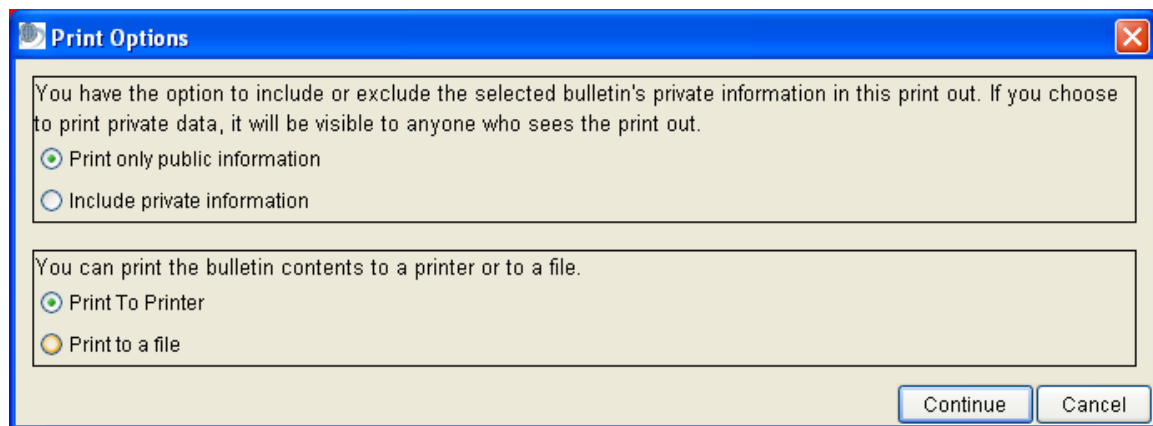 Print Options
You have the option to include or exclude the selected bulletin's private information in this print out. If you choose
to print private data, it will be visible to anyone who sees the print out.
Print only public information
Include private information
You can print the bulletin contents to a printer or to a file.
Print To Printer
Print to a file
Continue Cancel